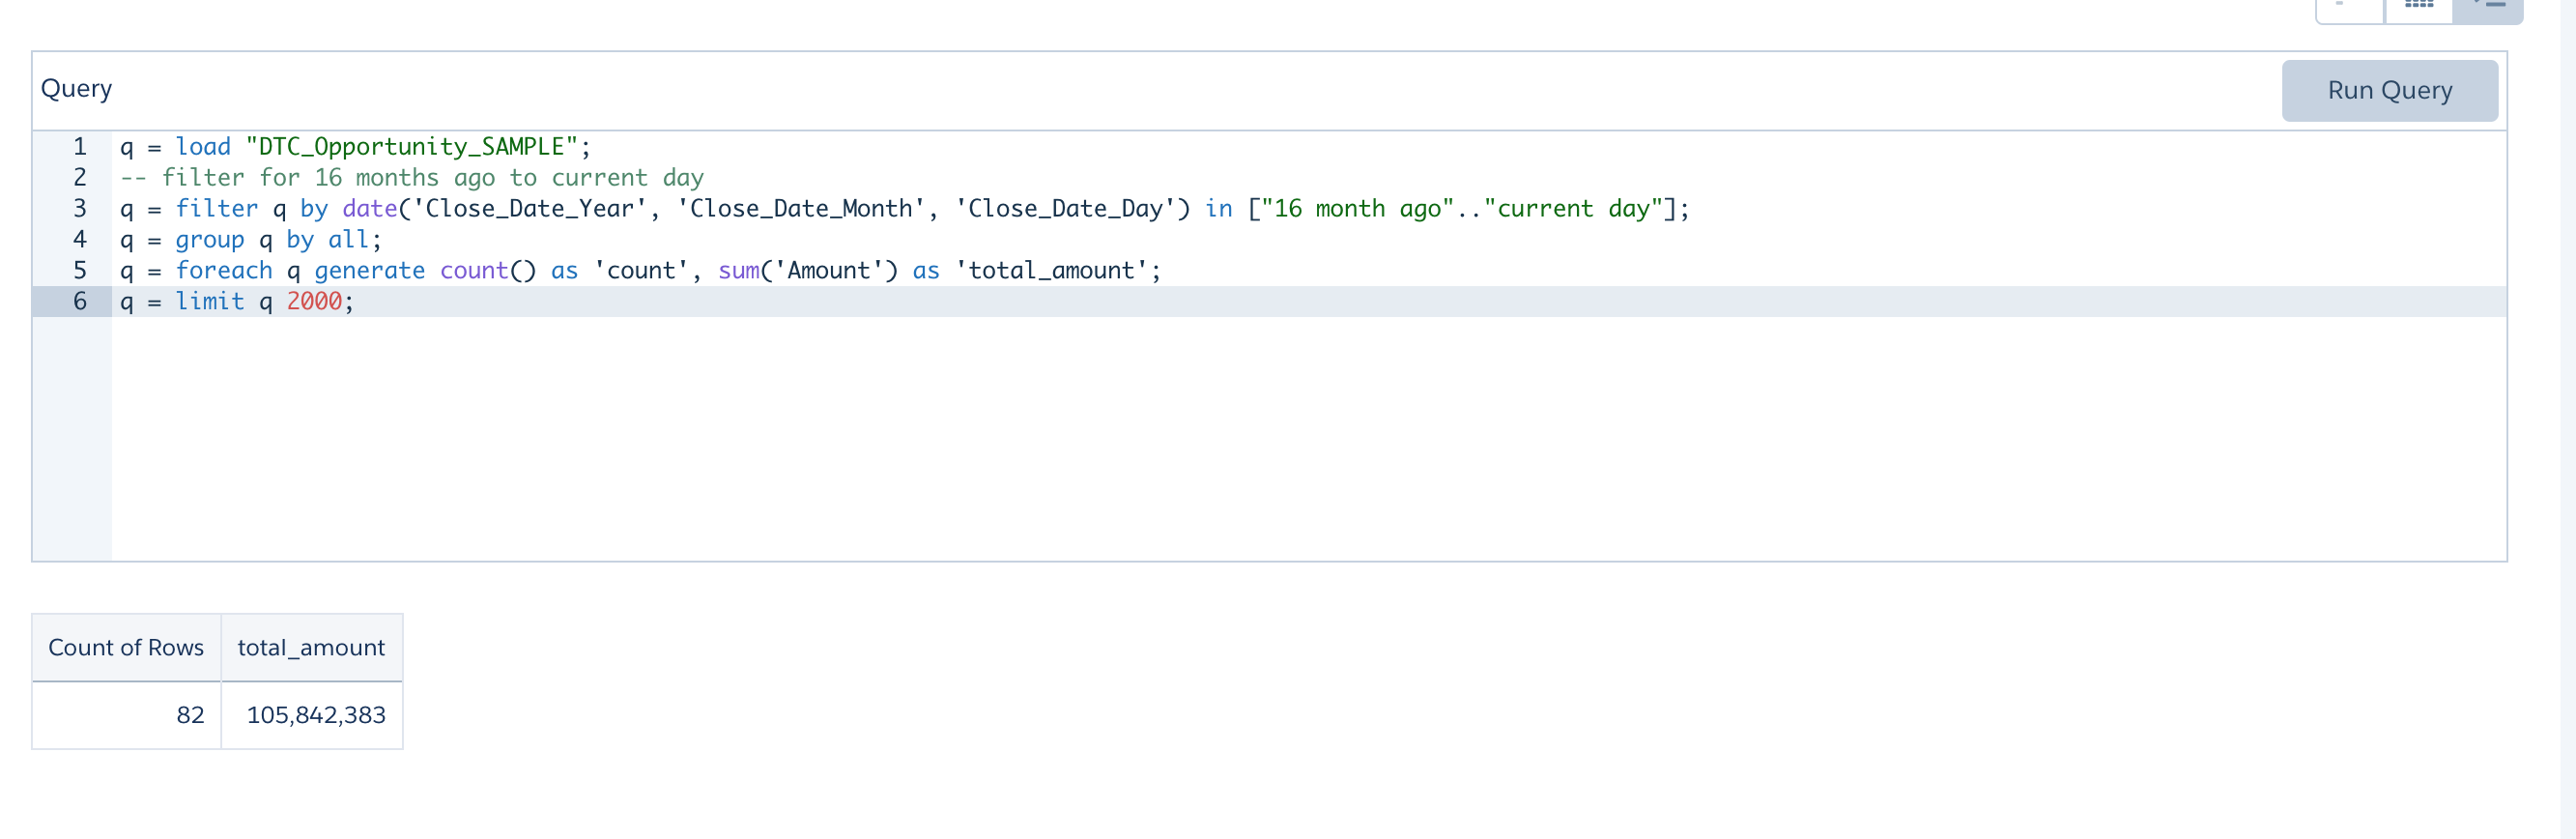 Query
Run Query
1 q = load "DTC_Opportunity_SAMPLE";
2 -- filter for 16 months ago to current day
3 q = filter q by date('Close_Date_Year', 'Close_Date_Month', 'Close_Date_Day') in ["16 month ago".."current day"];
4 q = group q by all;
5 q = foreach q generate count() as 'count', sum('Amount') as 'total_amount';
6 q = limit q 2000;
Count of Rows total_amount
82 105,842,383